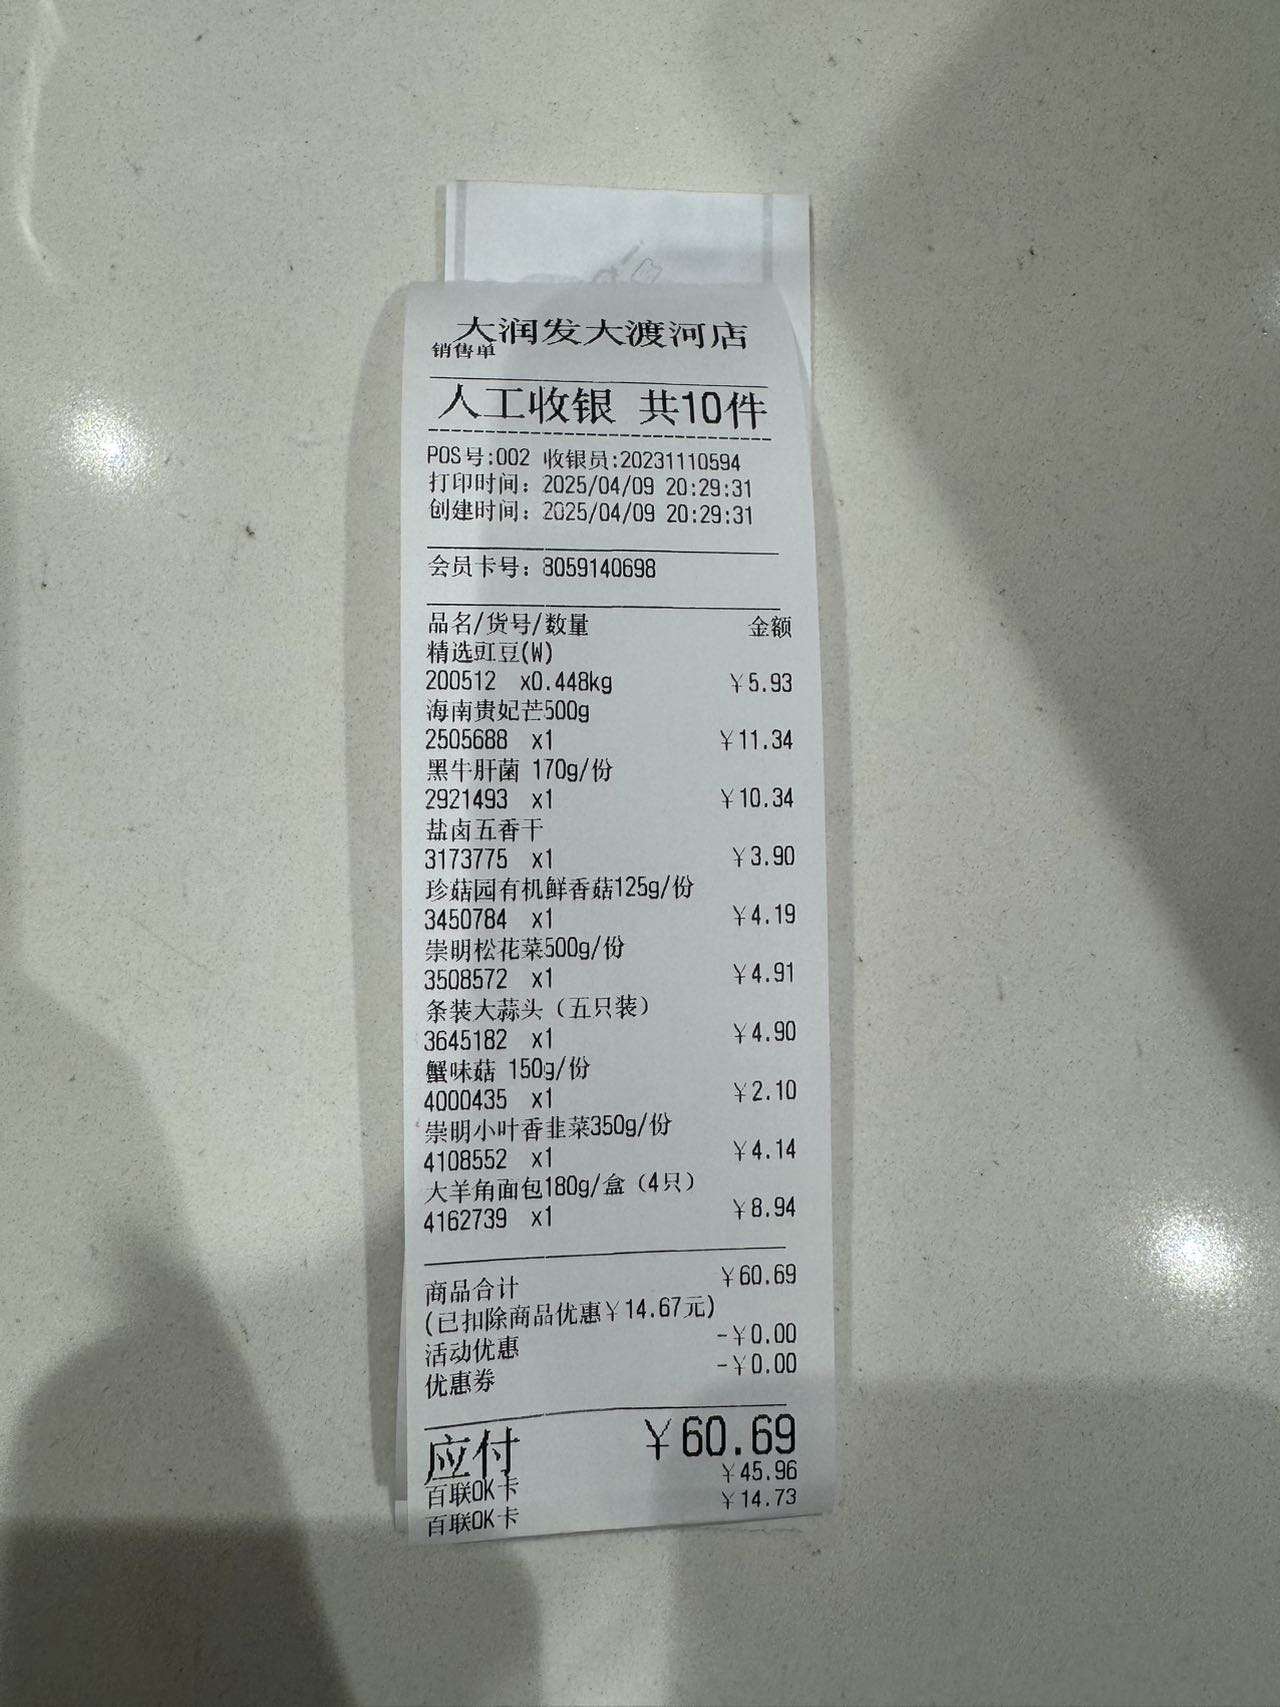 大润发大渡河店
销售单
人工收银 共10件
POS号:002 收银员:20231110594
打印时间: 2025/04/09 20:29:31
创建时间: 2025/04/09 20:29:31
会员卡号: 8059140698
品名/货号/数量 金额
精选豇豆(W)
200512 x0.448kg ¥5.93
海南贵妃芒500g
2505688 x1 ¥11.34
黑牛肝菌 170g/份
2921493 x1 ¥10.34
盐卤五香干
3173775 x1 ¥3.90
珍菇园有机鲜香菇125g/份
3450784 x1 ¥4.19
崇明松花菜500g/份
3508572 x1 ¥4.91
条装大蒜头（五只装）
3645182 x1 ¥4.90
蟹味菇 150g/份
4000435 x1 ¥2.10
崇明小叶香韭菜350g/份
4108552 x1 ¥4.14
大羊角面包180g/盒（4只）
4162739 x1 ¥8.94
商品合计 ¥60.69
(已扣除商品优惠¥14.67元)
活动优惠 -¥0.00
优惠券 -¥0.00
应付 ¥60.69
百联OK卡 ¥45.96
百联OK卡 ¥14.73